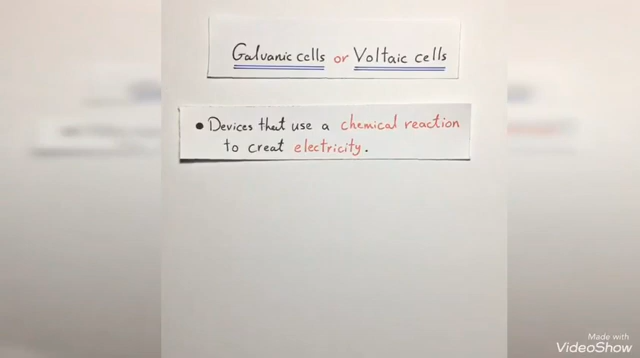 Galvanic cells or Voltaic cells
• Devices that use a chemical reaction
to creat electricity.
Made with
VideoShow